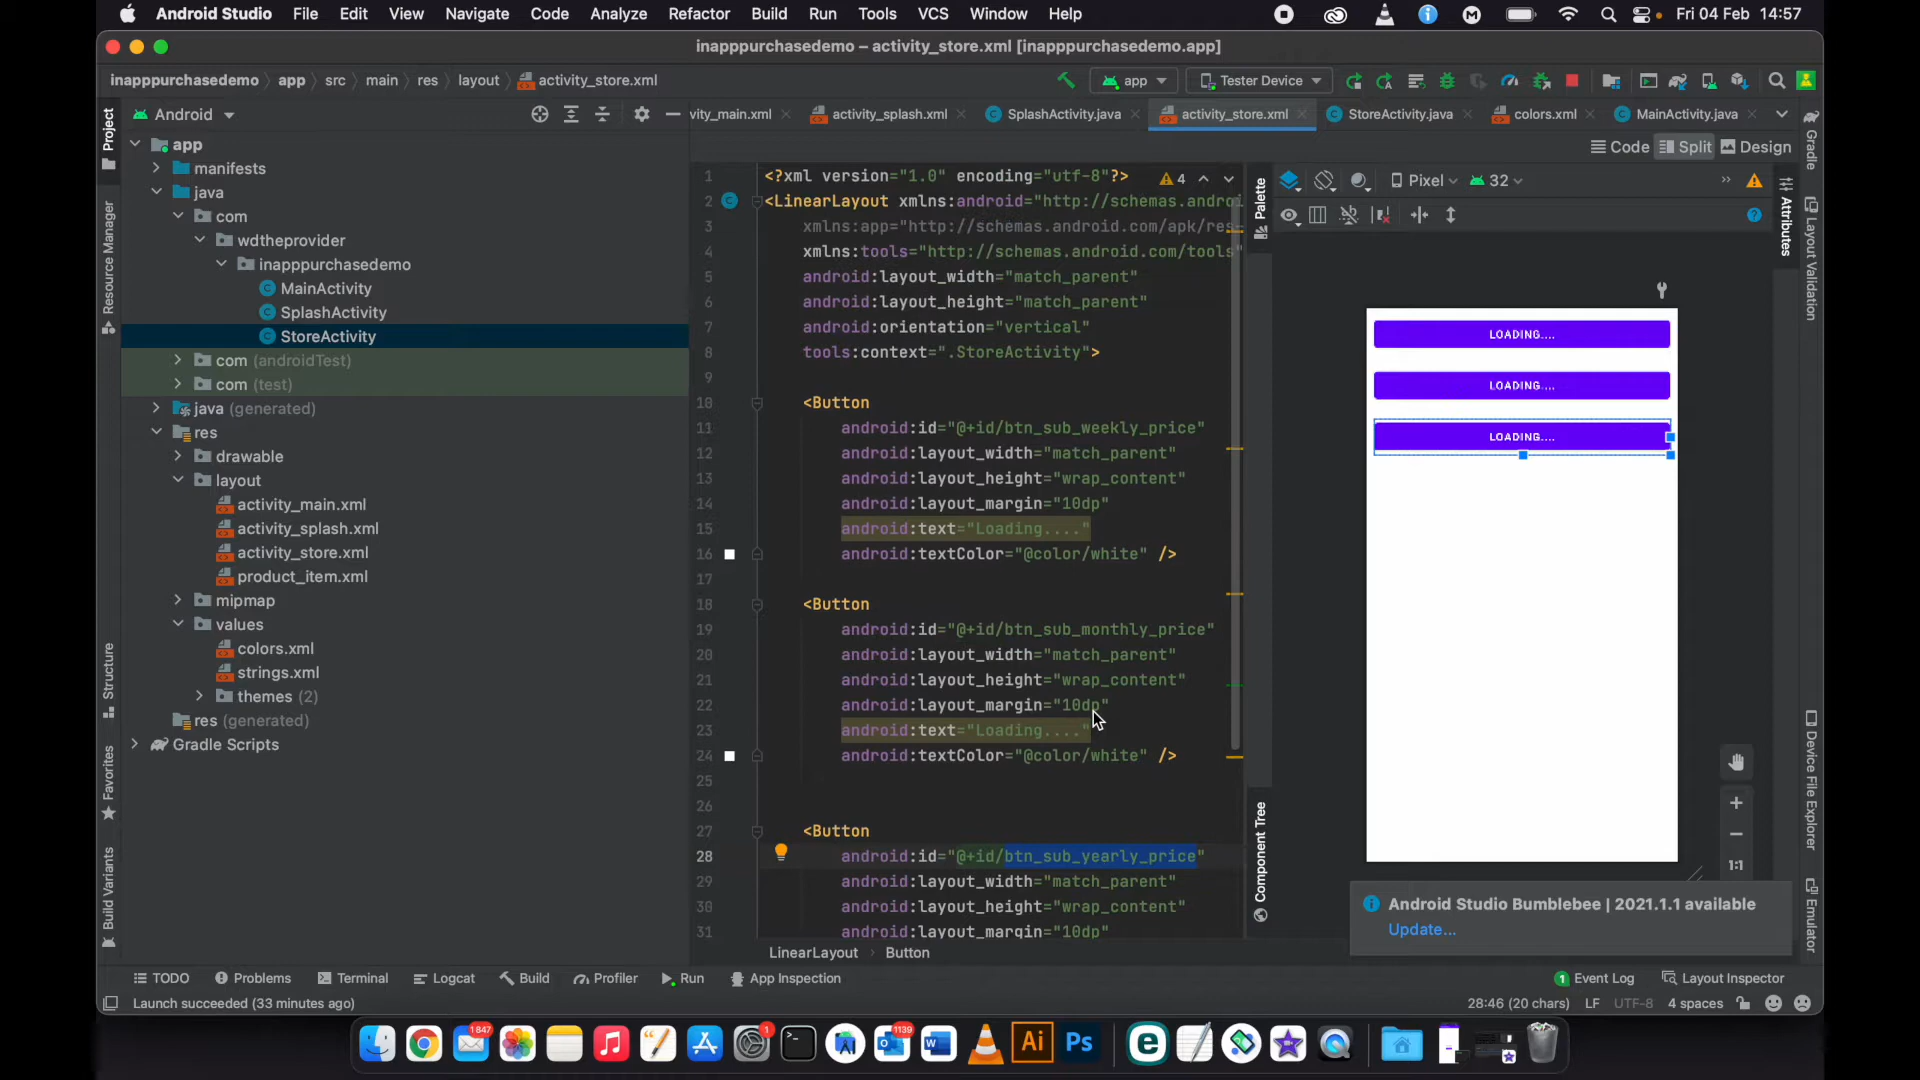 Android Studio File Edit View Navigate Code Analyze Refactor Build Run Tools VCS Window Help Fri 04 Feb 14:57
inapppurchasedemo – activity_store.xml [inapppurchasedemo.app]
inapppurchasedemo app src main res layout activity_store.xml app Tester Device
Android vity_main.xml activity_splash.xml SplashActivity.java activity_store.xml StoreActivity.java colors.xml MainActivity.java
Code Split Design
Project
Resource Manager
Structure
Favorites
Build Variants
app
manifests
java
com
wdtheprovider
inapppurchasedemo
MainActivity
SplashActivity
StoreActivity
com (androidTest)
com (test)
java (generated)
res
drawable
layout
activity_main.xml
activity_splash.xml
activity_store.xml
product_item.xml
mipmap
values
colors.xml
strings.xml
themes (2)
res (generated)
Gradle Scripts
4
1 <?xml version="1.0" encoding="utf-8"?>
2 <LinearLayout xmlns:android="http://schemas.androi
3 xmlns:app="http://schemas.android.com/apk/res-
4 xmlns:tools="http://schemas.android.com/tools"
5 android:layout_width="match_parent"
6 android:layout_height="match_parent"
7 android:orientation="vertical"
8 tools:context=".StoreActivity">
9
10 <Button
11 android:id="@+id/btn_sub_weekly_price"
12 android:layout_width="match_parent"
13 android:layout_height="wrap_content"
14 android:layout_margin="10dp"
15 android:text="Loading...."
16 android:textColor="@color/white" />
17
18 <Button
19 android:id="@+id/btn_sub_monthly_price"
20 android:layout_width="match_parent"
21 android:layout_height="wrap_content"
22 android:layout_margin="10dp"
23 android:text="Loading...."
24 android:textColor="@color/white" />
25
26
27 <Button
28 android:id="@+id/btn_sub_yearly_price"
29 android:layout_width="match_parent"
30 android:layout_height="wrap_content"
31 android:layout_margin="10dp"
LinearLayout Button
Palette
Component Tree
Pixel 32
LOADING....
LOADING....
LOADING....
1:1
Attributes
Gradle
Layout Validation
Device File Explorer
Emulator
Android Studio Bumblebee | 2021.1.1 available
Update...
TODO Problems Terminal Logcat Build Profiler Run App Inspection 1 Event Log Layout Inspector
Launch succeeded (33 minutes ago) 28:46 (20 chars) LF UTF-8 4 spaces
1 847 1 1139 W Ai Ps e